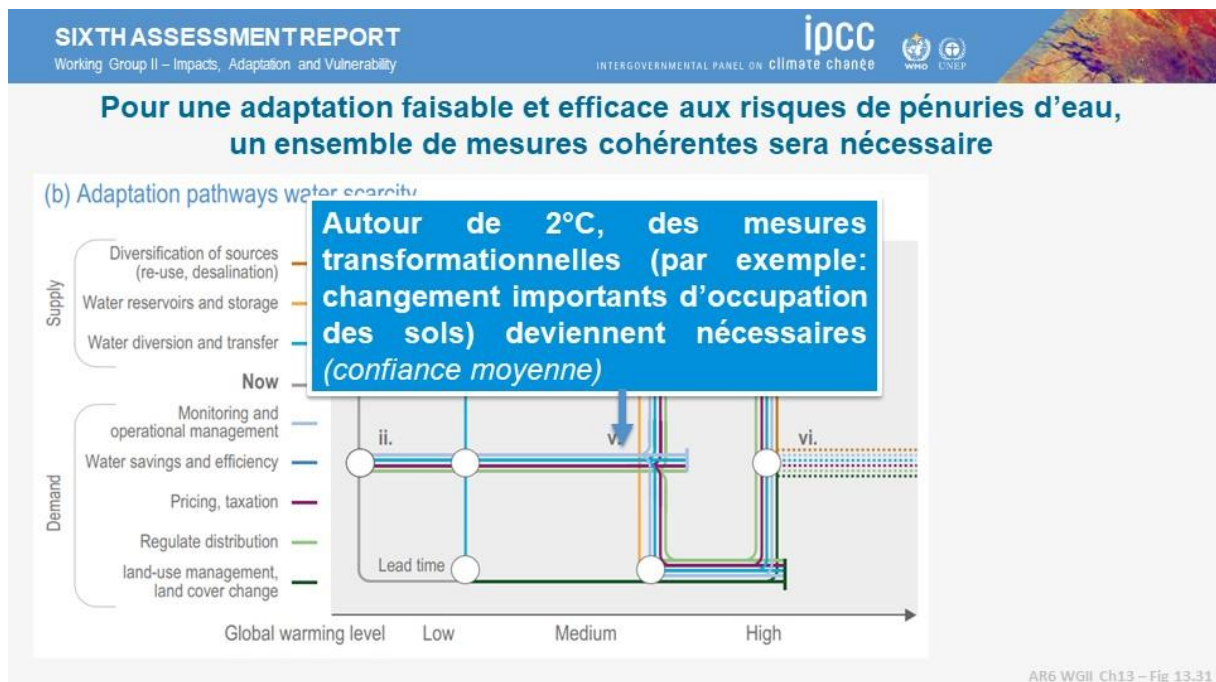 SIXTH ASSESSMENT REPORT
Working Group II – Impacts, Adaptation and Vulnerability
ipcc
INTERGOVERNMENTAL PANEL ON climate change
WMO
UNEP
Pour une adaptation faisable et efficace aux risques de pénuries d’eau,
un ensemble de mesures cohérentes sera nécessaire
(b) Adaptation pathways water scarcity
Autour de 2°C, des mesures
transformationnelles (par exemple:
changement importants d’occupation
des sols) deviennent nécessaires
(confiance moyenne)
Supply
Diversification of sources
(re-use, desalination)
Water reservoirs and storage
Water diversion and transfer
Now
Demand
Monitoring and
operational management
Water savings and efficiency
Pricing, taxation
Regulate distribution
land-use management,
land cover change
ii.
vi.
Lead time
Global warming level
Low
Medium
High
AR6 WGII Ch13 – Fig 13.31